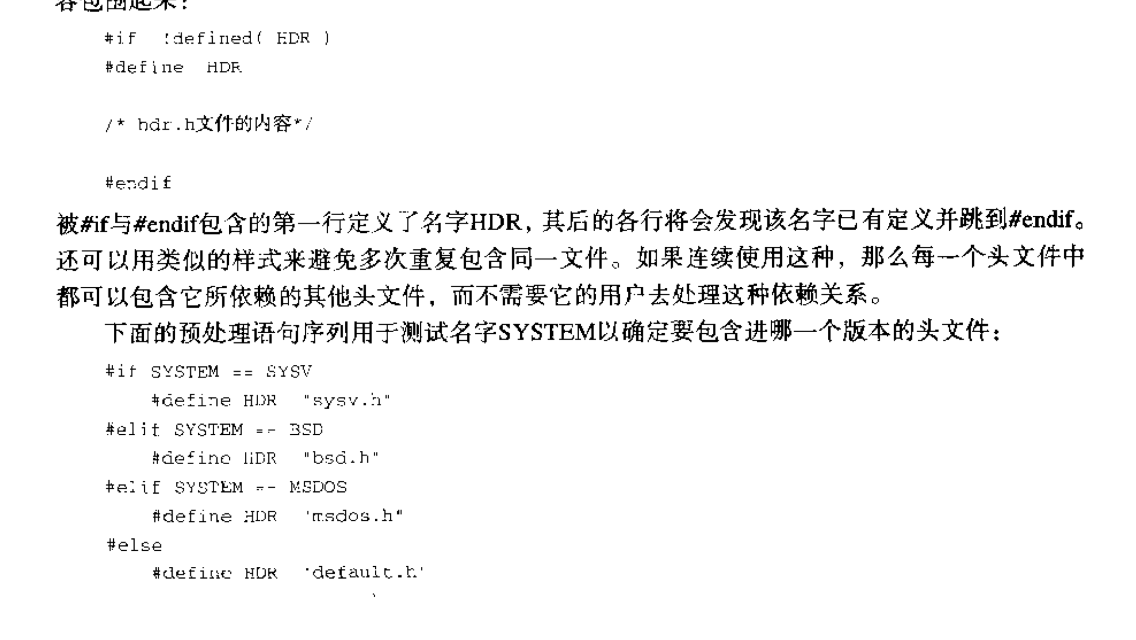 容包围起来：
#if !defined( HDR )
#define HDR
/* hdr.h文件的内容*/
#endif
被#if与#endif包含的第一行定义了名字HDR，其后的各行将会发现该名字已有定义并跳到#endif。
还可以用类似的样式来避免多次重复包含同一文件。如果连续使用这种，那么每一个头文件中
都可以包含它所依赖的其他头文件，而不需要它的用户去处理这种依赖关系。
下面的预处理语句序列用于测试名字SYSTEM以确定要包含进哪一个版本的头文件：
#if SYSTEM == SYSV
#define HDR "sysv.h"
#elif SYSTEM == BSD
#define HDR "bsd.h"
#elif SYSTEM == MSDOS
#define HDR "msdos.h"
#else
#define HDR "default.h"